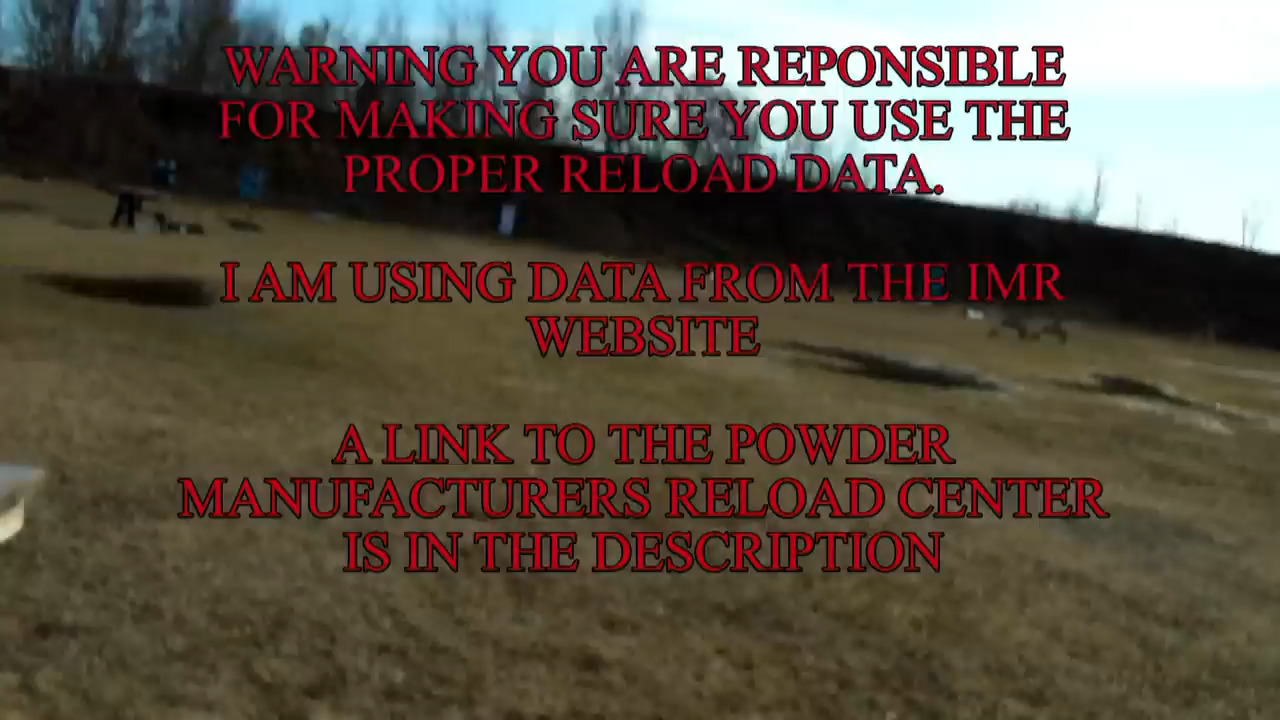 WARNING YOU ARE REPONSIBLE
FOR MAKING SURE YOU USE THE
PROPER RELOAD DATA.
I AM USING DATA FROM THE IMR
WEBSITE
A LINK TO THE POWDER
MANUFACTURERS RELOAD CENTER
IS IN THE DESCRIPTION